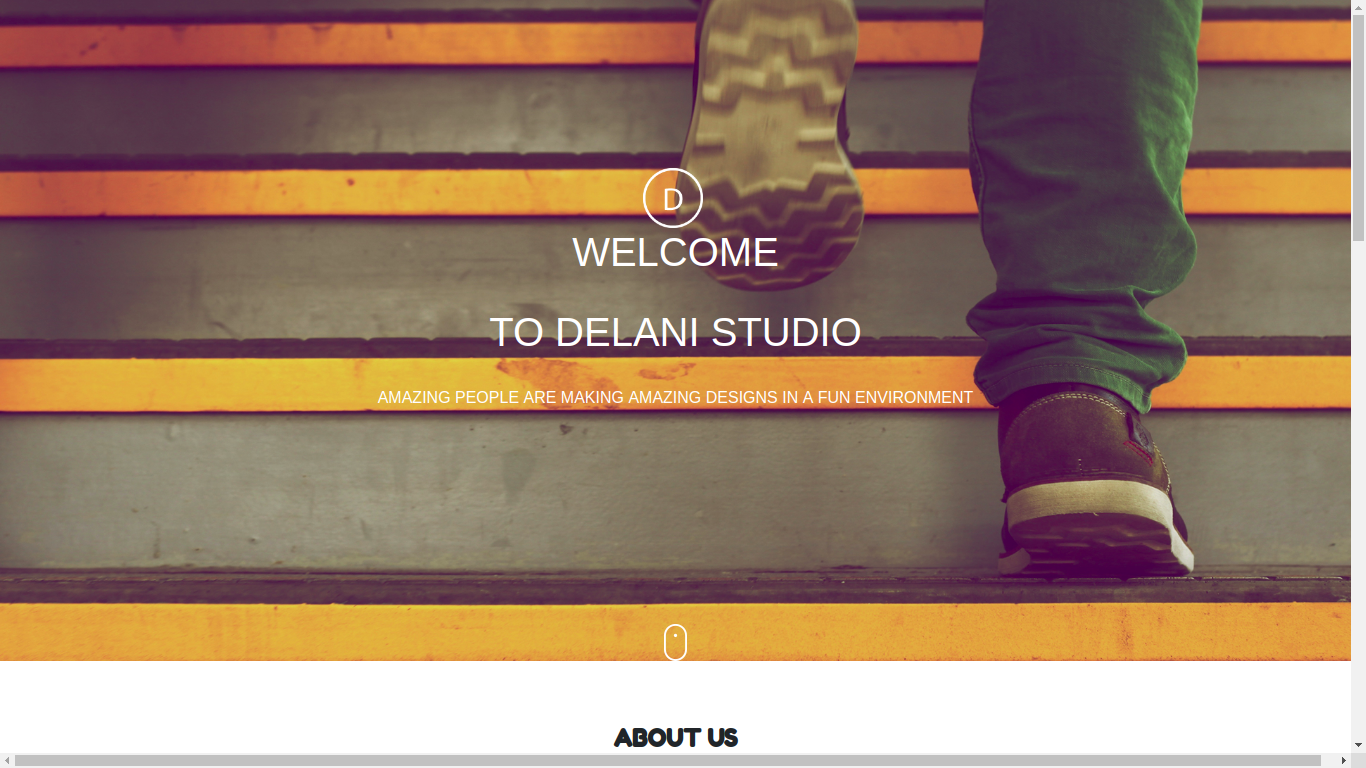 D
WELCOME
TO DELANI STUDIO
AMAZING PEOPLE ARE MAKING AMAZING DESIGNS IN A FUN ENVIRONMENT
ABOUT US